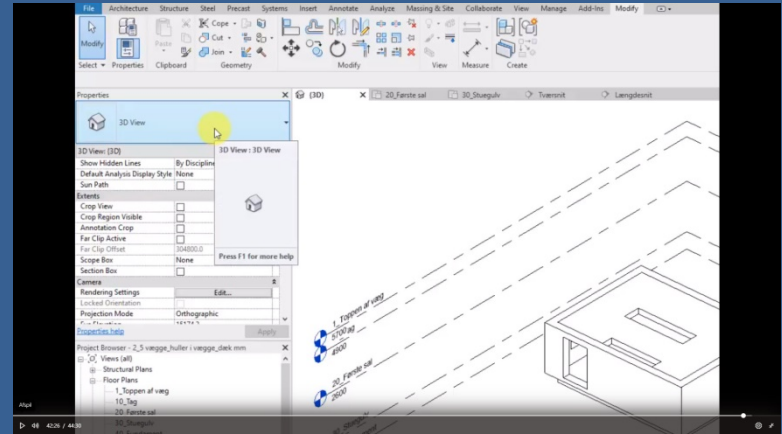 File Architecture Structure Steel Precast Systems Insert Annotate Analyze Massing & Site Collaborate View Manage Add-Ins Modify
Modify
Paste
Cope
Cut
Join
Select Properties Clipboard Geometry Modify View Measure Create
Properties
{3D} 20_Første sal 30_Stuegulv Tværsnit Længdesnit
3D View
3D View: {3D}
Show Hidden Lines By Discipline
Default Analysis Display Style None
Sun Path
Extents
Crop View
Crop Region Visible
Annotation Crop
Far Clip Active
Far Clip Offset 304800.0
Scope Box None
Section Box
Camera
Rendering Settings Edit...
Locked Orientation
Projection Mode Orthographic
Properties help Apply
3D View : 3D View
Press F1 for more help
Project Browser - 2_5 vægge_huller i vægge_dæk mm
Views (all)
Structural Plans
Floor Plans
1_Toppen af væg
10_Tag
20_Første sal
30_Stuegulv
1_Toppen af væg
5700
4900
20_Første sal
2600
30_Stuegulv
Afspil
42:26 / 44:30